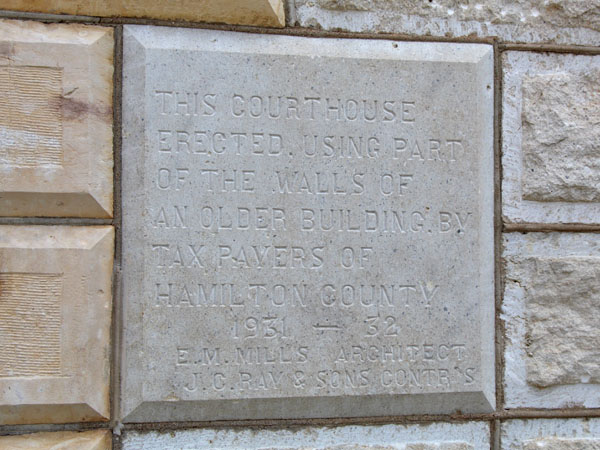 THIS COURTHOUSE
ERECTED, USING PART
OF THE WALLS OF
AN OLDER BUILDING, BY
TAX PAYERS OF
HAMILTON COUNTY
1931 — 32
E.M. MILLS ARCHITECT
J.C. RAY & SONS CONTR'S